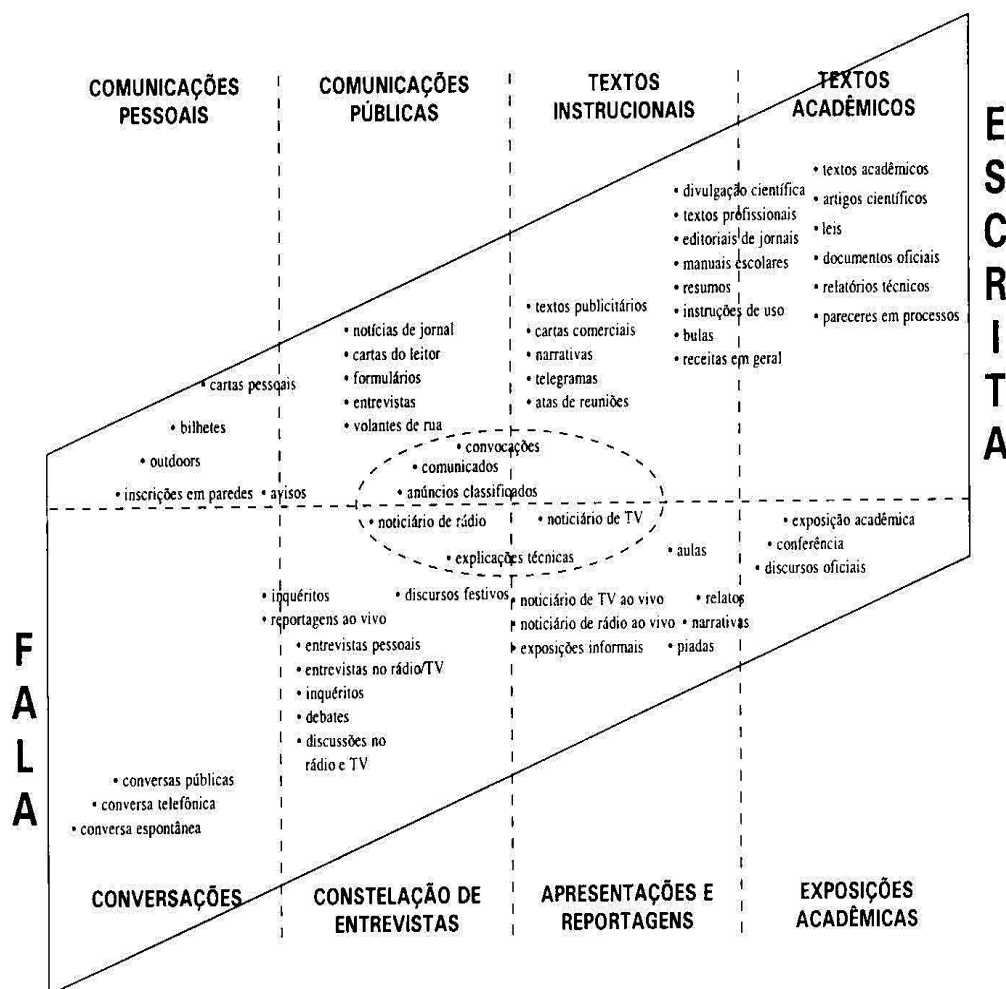 COMUNICAÇÕES
PESSOAIS
COMUNICAÇÕES
PÚBLICAS
TEXTOS
INSTRUCIONAIS
TEXTOS
ACADÊMICOS
ESCRITA
• textos acadêmicos
• artigos científicos
• leis
• documentos oficiais
• relatórios técnicos
• pareceres em processos
• divulgação científica
• textos profissionais
• editoriais de jornais
• manuais escolares
• resumos
• instruções de uso
• bulas
• receitas em geral
• textos publicitários
• cartas comerciais
• narrativas
• telegramas
• atas de reuniões
• notícias de jornal
• cartas do leitor
• formulários
• entrevistas
• volantes de rua
• cartas pessoais
• bilhetes
• outdoors
• inscrições em paredes
• avisos
• convocações
• comunicados
• anúncios classificados
• noticiário de rádio
• noticiário de TV
• explicações técnicas
• aulas
• exposição acadêmica
• conferência
• discursos oficiais
• inquéritos
• reportagens ao vivo
• discursos festivos
• entrevistas pessoais
• entrevistas no rádio/TV
• inquéritos
• debates
• discussões no
rádio e TV
• noticiário de TV ao vivo
• noticiário de rádio ao vivo
• exposições informais
• relatos
• narrativas
• piadas
FALA
• conversas públicas
• conversa telefônica
• conversa espontânea
CONVERSAÇÕES
CONSTELAÇÃO DE
ENTREVISTAS
APRESENTAÇÕES E
REPORTAGENS
EXPOSIÇÕES
ACADÊMICAS